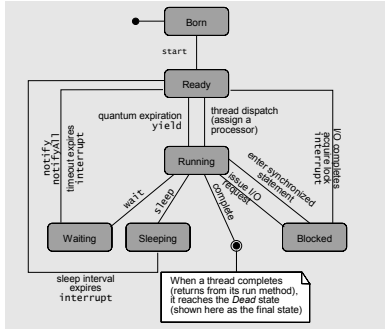 Born
start
Ready
quantum expiration
yield
thread dispatch
(assign a
processor)
Running
notify
notifyAll
timeout expires
interrupt
wait
sleep
complete
issue I/O
request
enter synchronized
statement
I/O completes
acquire lock
interrupt
Waiting
Sleeping
Blocked
sleep interval
expires
interrupt
When a thread completes
(returns from its run method),
it reaches the Dead state
(shown here as the final state)